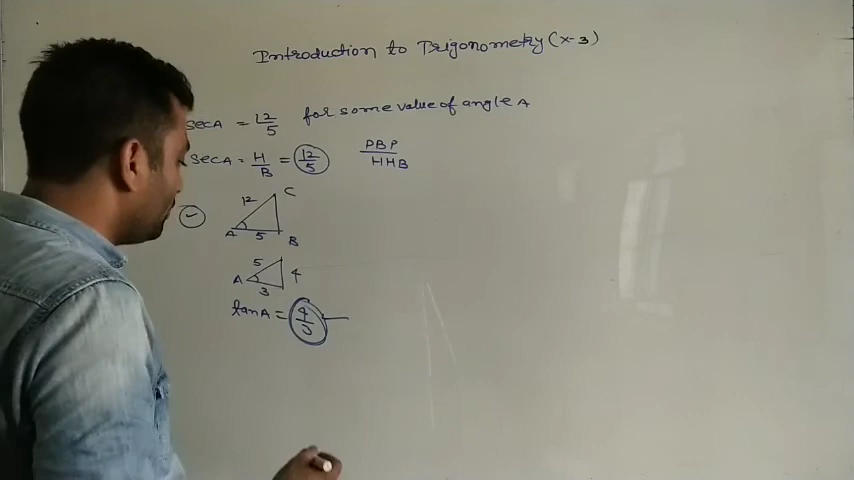 Introduction to Trigonometry (X-3)
secA = 12/5 for some value of angle A
secA = H/B = 12/5 PBP/HHB
12 C
A 5 B
5
A 4
3
tanA = 4/3